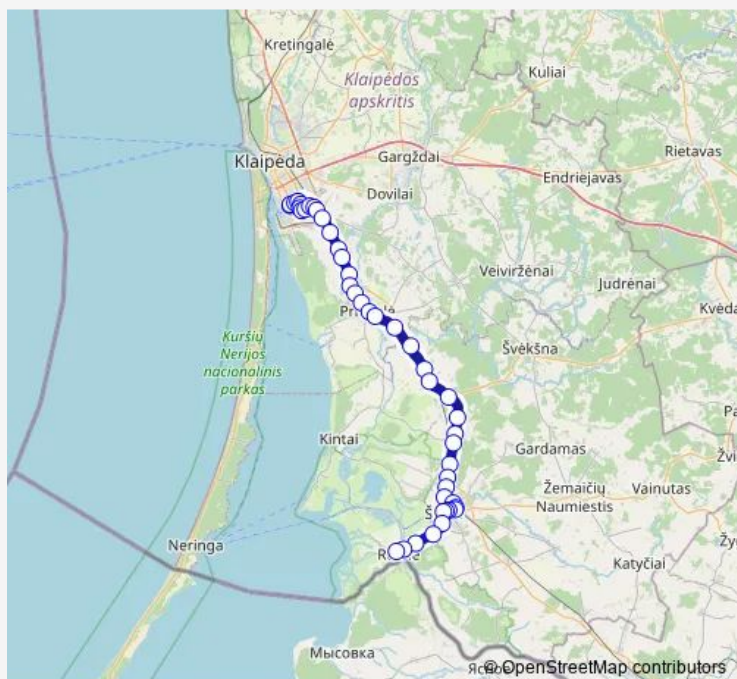 Kretingalė
Kuliai
Klaipėdos
apskritis
Klaipėda
Gargždai
Rietavas
Endriejavas
Dovilai
Veiviržėnai
Judrėnai
Kvėda
Kuršių
Nerijos
nacionalinis
parkas
Švėkšna
Kintai
Gardamas
Žemaičių
Naumiestis
Vainutas
Neringa
Katyčiai
Мысовка
© OpenStreetMap contributors